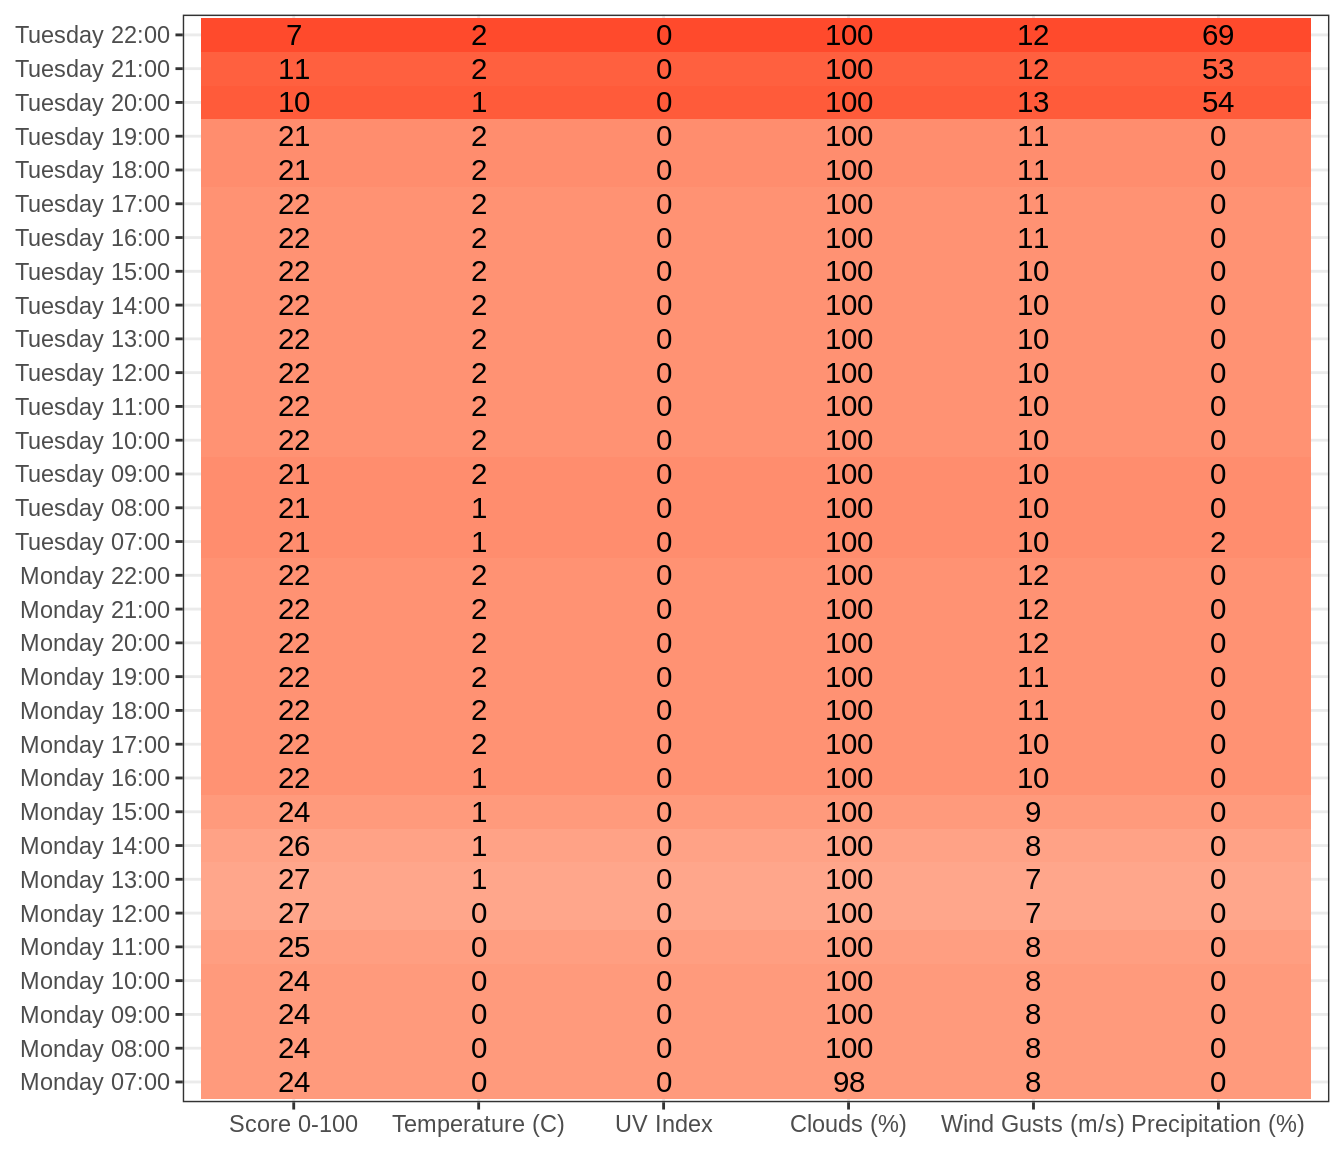 Tuesday 22:00 7 2 0 100 12 69
Tuesday 21:00 11 2 0 100 12 53
Tuesday 20:00 10 1 0 100 13 54
Tuesday 19:00 21 2 0 100 11 0
Tuesday 18:00 21 2 0 100 11 0
Tuesday 17:00 22 2 0 100 11 0
Tuesday 16:00 22 2 0 100 11 0
Tuesday 15:00 22 2 0 100 10 0
Tuesday 14:00 22 2 0 100 10 0
Tuesday 13:00 22 2 0 100 10 0
Tuesday 12:00 22 2 0 100 10 0
Tuesday 11:00 22 2 0 100 10 0
Tuesday 10:00 22 2 0 100 10 0
Tuesday 09:00 21 2 0 100 10 0
Tuesday 08:00 21 1 0 100 10 0
Tuesday 07:00 21 1 0 100 10 2
Monday 22:00 22 2 0 100 12 0
Monday 21:00 22 2 0 100 12 0
Monday 20:00 22 2 0 100 12 0
Monday 19:00 22 2 0 100 11 0
Monday 18:00 22 2 0 100 11 0
Monday 17:00 22 2 0 100 10 0
Monday 16:00 22 1 0 100 10 0
Monday 15:00 24 1 0 100 9 0
Monday 14:00 26 1 0 100 8 0
Monday 13:00 27 1 0 100 7 0
Monday 12:00 27 0 0 100 7 0
Monday 11:00 25 0 0 100 8 0
Monday 10:00 24 0 0 100 8 0
Monday 09:00 24 0 0 100 8 0
Monday 08:00 24 0 0 100 8 0
Monday 07:00 24 0 0 98 8 0
Score 0-100 Temperature (C) UV Index Clouds (%) Wind Gusts (m/s) Precipitation (%)